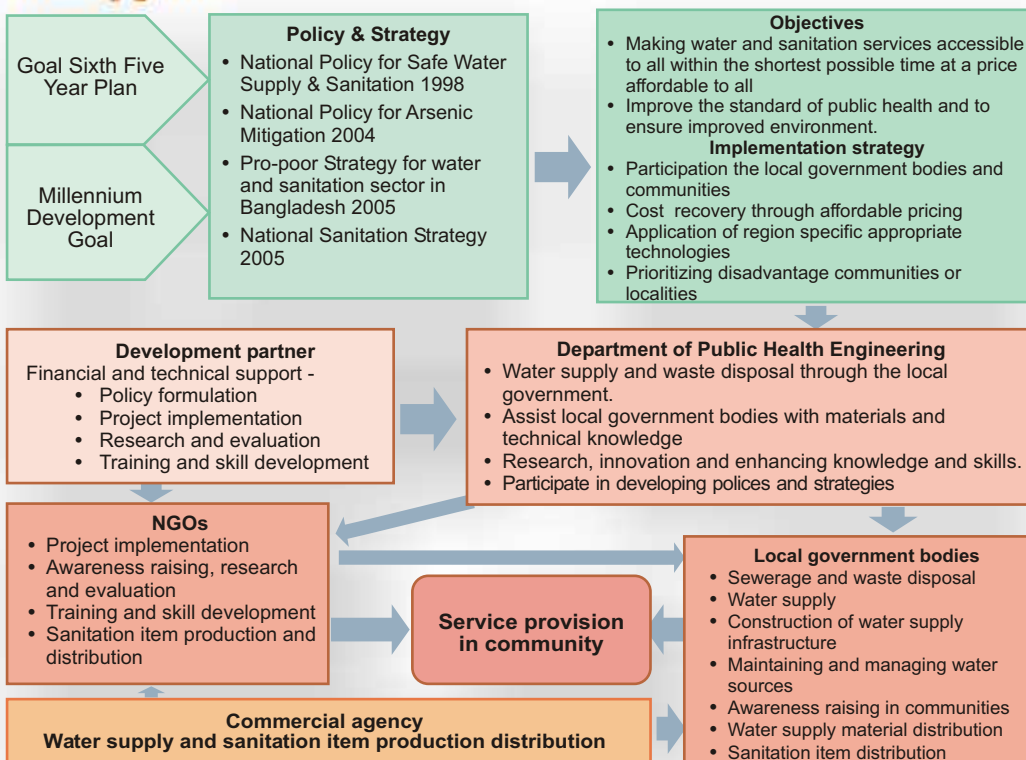 Goal Sixth Five
Year Plan
Millennium
Development
Goal
Policy & Strategy
• National Policy for Safe Water
Supply & Sanitation 1998
• National Policy for Arsenic
Mitigation 2004
• Pro-poor Strategy for water
and sanitation sector in
Bangladesh 2005
• National Sanitation Strategy
2005
Objectives
• Making water and sanitation services accessible
to all within the shortest possible time at a price
affordable to all
• Improve the standard of public health and to
ensure improved environment.
Implementation strategy
• Participation the local government bodies and
communities
• Cost recovery through affordable pricing
• Application of region specific appropriate
technologies
• Prioritizing disadvantage communities or
localities
Development partner
Financial and technical support -
• Policy formulation
• Project implementation
• Research and evaluation
• Training and skill development
Department of Public Health Engineering
• Water supply and waste disposal through the local
government.
• Assist local government bodies with materials and
technical knowledge
• Research, innovation and enhancing knowledge and skills.
• Participate in developing polices and strategies
NGOs
• Project implementation
• Awareness raising, research
and evaluation
• Training and skill development
• Sanitation item production and
distribution
Service provision
in community
Local government bodies
• Sewerage and waste disposal
• Water supply
• Construction of water supply
infrastructure
• Maintaining and managing water
sources
• Awareness raising in communities
• Water supply material distribution
• Sanitation item distribution
Commercial agency
Water supply and sanitation item production distribution